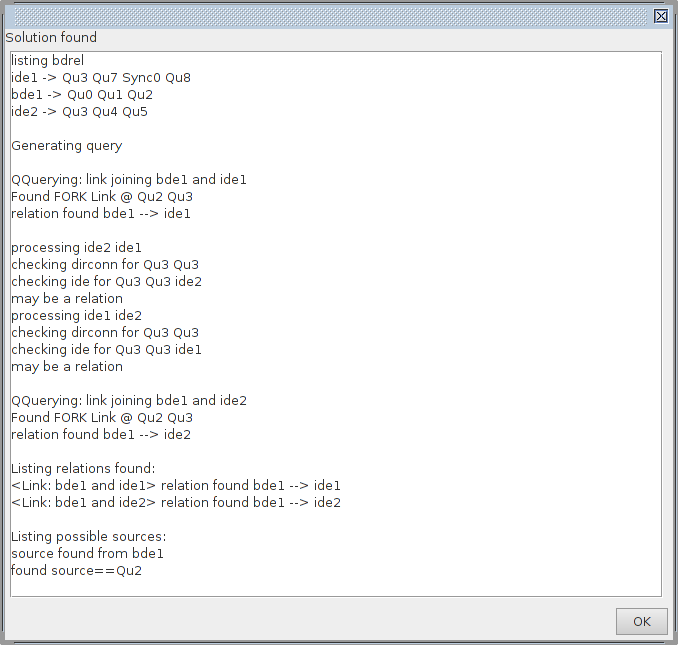 Solution found
listing bdrel
ide1 -> Qu3 Qu7 Sync0 Qu8
bde1 -> Qu0 Qu1 Qu2
ide2 -> Qu3 Qu4 Qu5
Generating query
QQuerying: link joining bde1 and ide1
Found FORK Link @ Qu2 Qu3
relation found bde1 --> ide1
processing ide2 ide1
checking dirconn for Qu3 Qu3
checking ide for Qu3 Qu3 ide2
may be a relation
processing ide1 ide2
checking dirconn for Qu3 Qu3
checking ide for Qu3 Qu3 ide1
may be a relation
QQuerying: link joining bde1 and ide2
Found FORK Link @ Qu2 Qu3
relation found bde1 --> ide2
Listing relations found:
<Link: bde1 and ide1> relation found bde1 --> ide1
<Link: bde1 and ide2> relation found bde1 --> ide2
Listing possible sources:
source found from bde1
found source==Qu2
OK